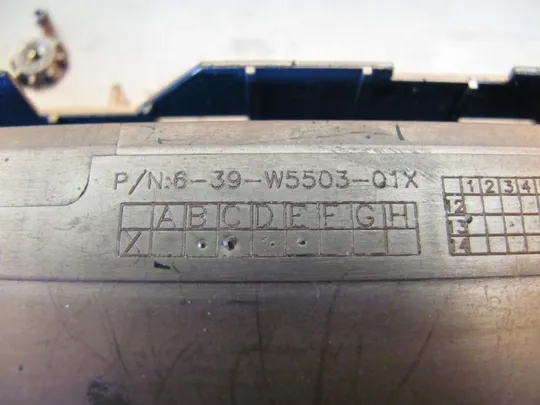 P/N:6-39-W5503-01X
A B C D E F G H
X
1 2 3 4
12
13
14